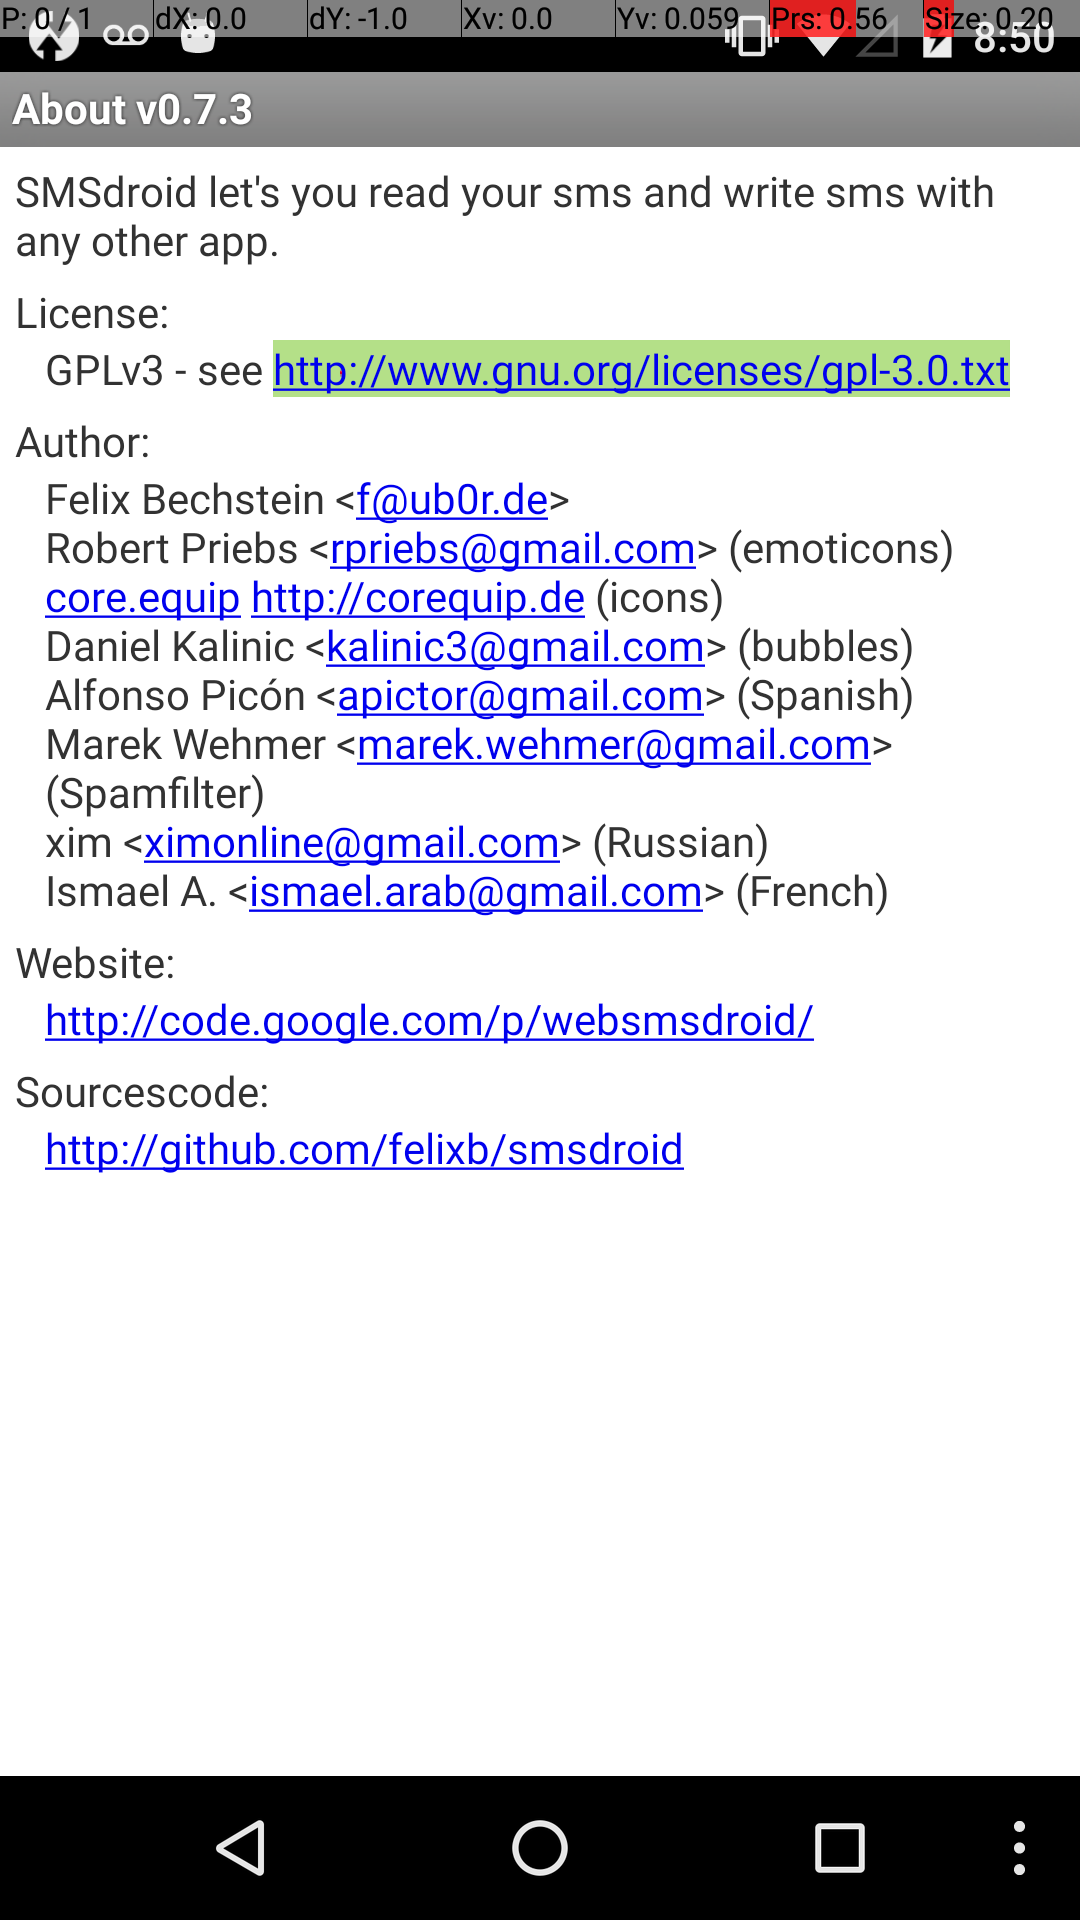 P: 0 / 1 dX: 0.0 dY: -1.0 Xv: 0.0 Yv: 0.059 Prs: 0.56 Size: 0.20
8:50
About v0.7.3
SMSdroid let's you read your sms and write sms with
any other app.
License:
GPLv3 - see http://www.gnu.org/licenses/gpl-3.0.txt
Author:
Felix Bechstein <f@ub0r.de>
Robert Priebs <rpriebs@gmail.com> (emoticons)
core.equip http://corequip.de (icons)
Daniel Kalinic <kalinic3@gmail.com> (bubbles)
Alfonso Picón <apictor@gmail.com> (Spanish)
Marek Wehmer <marek.wehmer@gmail.com>
(Spamfilter)
xim <ximonline@gmail.com> (Russian)
Ismael A. <ismael.arab@gmail.com> (French)
Website:
http://code.google.com/p/websmsdroid/
Sourcescode:
http://github.com/felixb/smsdroid